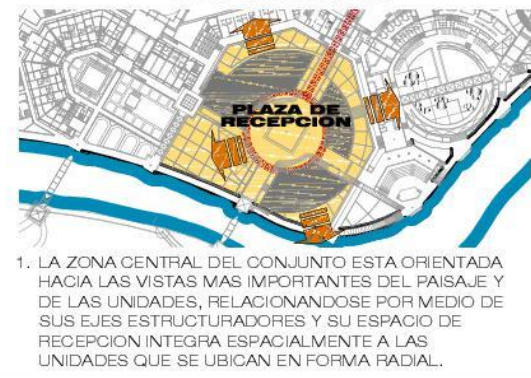 PLAZA DE
RECEPCION
1. LA ZONA CENTRAL DEL CONJUNTO ESTA ORIENTADA
HACIA LAS VISTAS MAS IMPORTANTES DEL PAISAJE Y
DE LAS UNIDADES, RELACIONANDOSE POR MEDIO DE
SUS EJES ESTRUCTURADORES Y SU ESPACIO DE
RECEPCION INTEGRA ESPACIALMENTE A LAS
UNIDADES QUE SE UBICAN EN FORMA RADIAL.